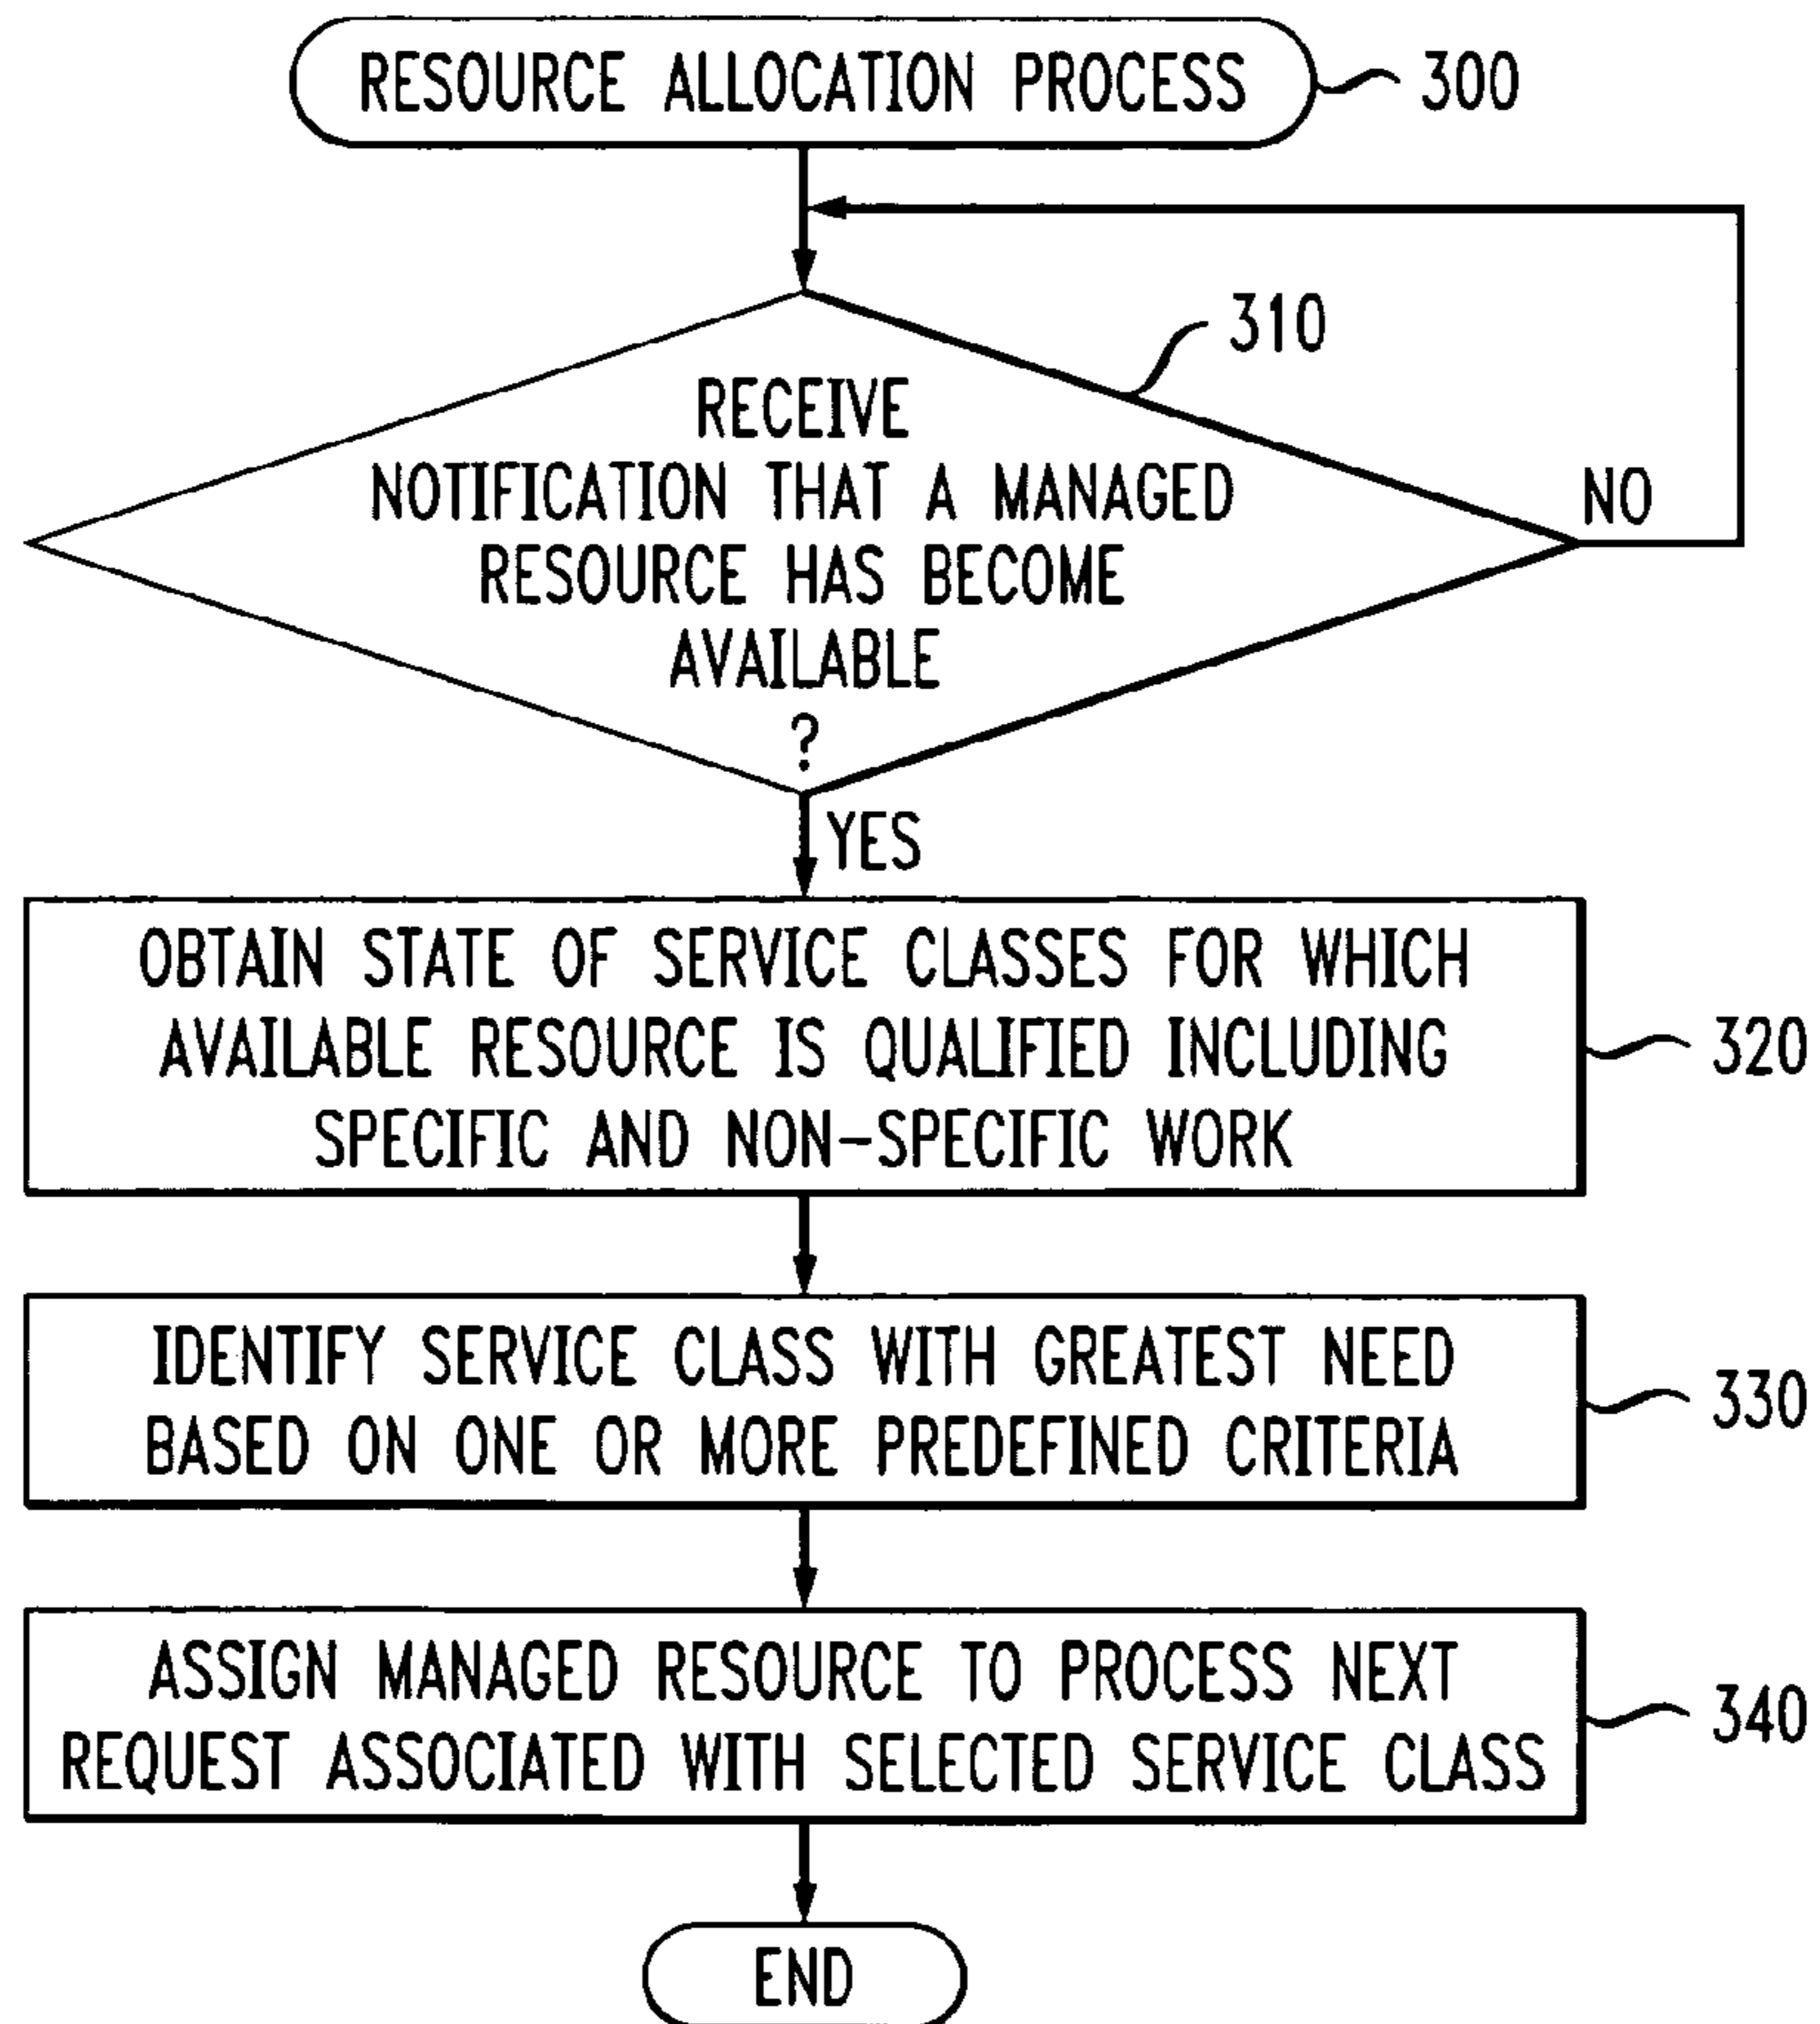 RESOURCE ALLOCATION PROCESS
300
310
RECEIVE
NOTIFICATION THAT A MANAGED
RESOURCE HAS BECOME
AVAILABLE
?
NO
YES
OBTAIN STATE OF SERVICE CLASSES FOR WHICH
AVAILABLE RESOURCE IS QUALIFIED INCLUDING
SPECIFIC AND NON-SPECIFIC WORK
320
IDENTIFY SERVICE CLASS WITH GREATEST NEED
BASED ON ONE OR MORE PREDEFINED CRITERIA
330
ASSIGN MANAGED RESOURCE TO PROCESS NEXT
REQUEST ASSOCIATED WITH SELECTED SERVICE CLASS
340
END